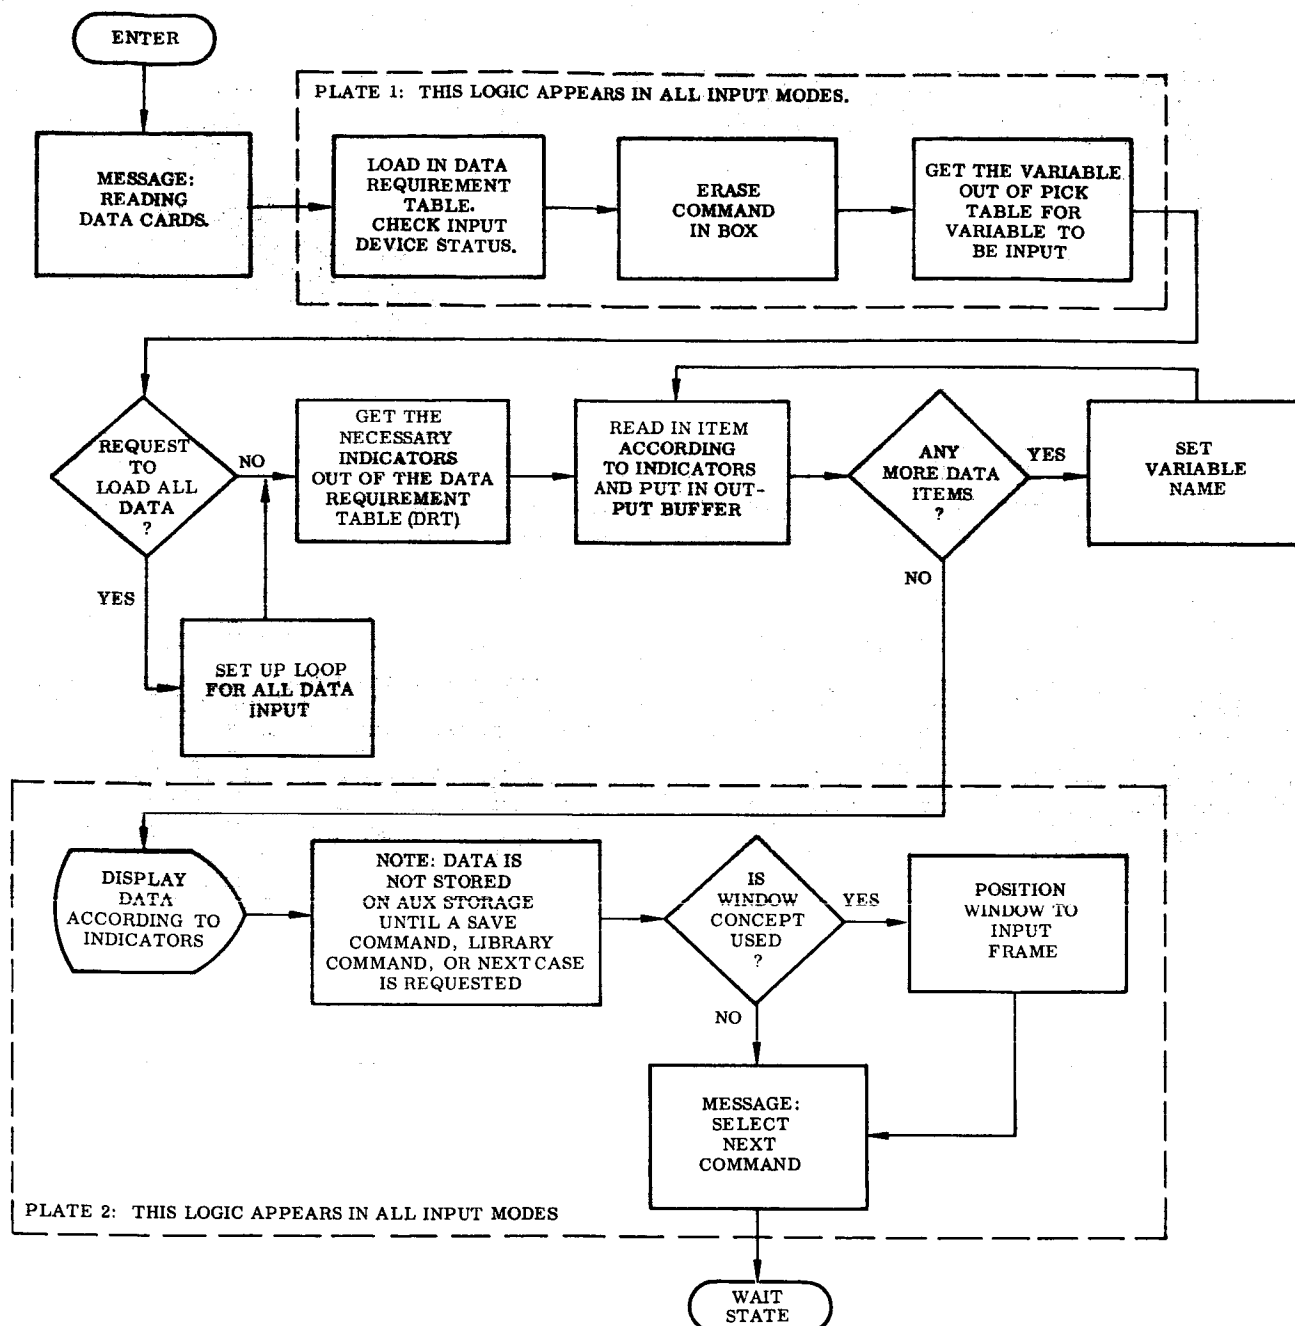 ENTER
PLATE 1: THIS LOGIC APPEARS IN ALL INPUT MODES.
MESSAGE:
READING
DATA CARDS.
LOAD IN DATA
REQUIREMENT
TABLE.
CHECK INPUT
DEVICE STATUS.
ERASE
COMMAND
IN BOX
GET THE VARIABLE
OUT OF PICK
TABLE FOR
VARIABLE TO
BE INPUT
REQUEST
TO
LOAD ALL
DATA
?
NO
YES
SET UP LOOP
FOR ALL DATA
INPUT
GET THE
NECESSARY
INDICATORS
OUT OF THE DATA
REQUIREMENT
TABLE (DRT)
READ IN ITEM
ACCORDING
TO INDICATORS
AND PUT IN OUT-
PUT BUFFER
ANY
MORE DATA
ITEMS
?
YES
NO
SET
VARIABLE
NAME
DISPLAY
DATA
ACCORDING TO
INDICATORS
NOTE: DATA IS
NOT STORED
ON AUX STORAGE
UNTIL A SAVE
COMMAND, LIBRARY
COMMAND, OR NEXT CASE
IS REQUESTED
IS
WINDOW
CONCEPT
USED
?
YES
NO
POSITION
WINDOW TO
INPUT
FRAME
MESSAGE:
SELECT
NEXT
COMMAND
PLATE 2: THIS LOGIC APPEARS IN ALL INPUT MODES
WAIT
STATE